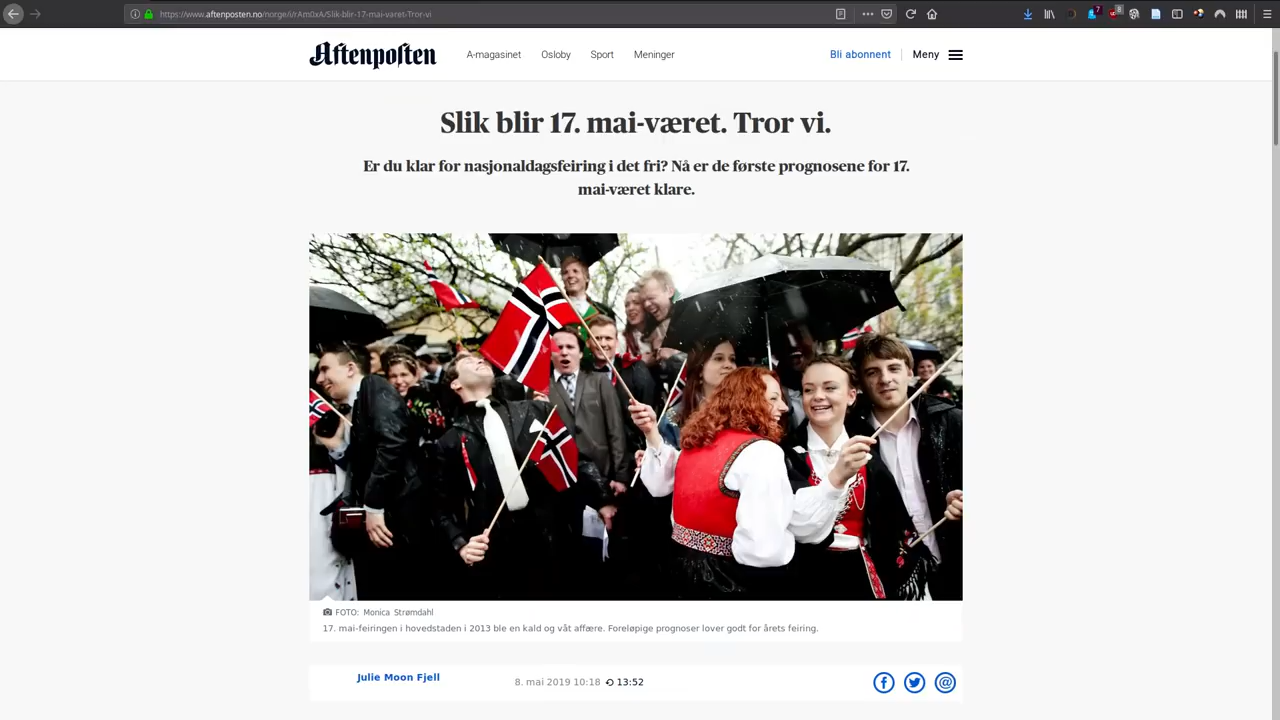 https://www.aftenposten.no/norge/i/rAm0xA/Slik-blir-17-mai-varet-Tror-vi
Aftenposten
A-magasinet Osloby Sport Meninger Bli abonnent Meny
Slik blir 17. mai-været. Tror vi.
Er du klar for nasjonaldagsfeiring i det fri? Nå er de første prognosene for 17.
mai-været klare.
FOTO: Monica Strømdahl
17. mai-feiringen i hovedstaden i 2013 ble en kald og våt affære. Foreløpige prognoser lover godt for årets feiring.
Julie Moon Fjell
8. mai 2019 10:18 13:52